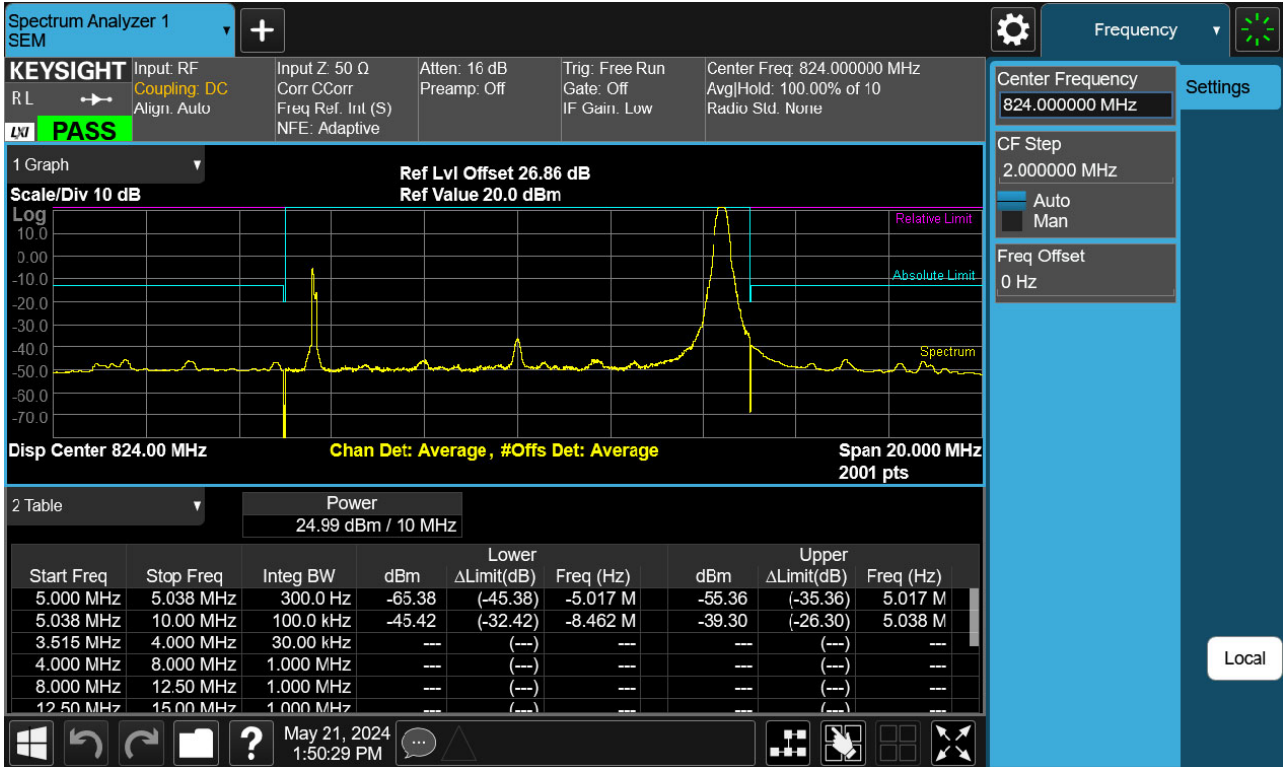 Spectrum Analyzer 1
SEM
Frequency
KEYSIGHT
RL
LXI PASS
Input: RF
Coupling: DC
Align: Auto
Input Z: 50 Ω
Corr CCorr
Freq Ref: Int (S)
NFE: Adaptive
Atten: 16 dB
Preamp: Off
Trig: Free Run
Gate: Off
IF Gain: Low
Center Freq: 824.000000 MHz
Avg|Hold: 100.00% of 10
Radio Std: None
Center Frequency
824.000000 MHz
Settings
CF Step
2.000000 MHz
Auto
Man
Freq Offset
0 Hz
Local
1 Graph
Scale/Div 10 dB
Ref Lvl Offset 26.86 dB
Ref Value 20.0 dBm
Log
10.0
0.00
-10.0
-20.0
-30.0
-40.0
-50.0
-60.0
-70.0
Relative Limit
Absolute Limit
Spectrum
Disp Center 824.00 MHz
Chan Det: Average , #Offs Det: Average
Span 20.000 MHz
2001 pts
2 Table
Power
24.99 dBm / 10 MHz
Lower Upper
Start Freq Stop Freq Integ BW dBm ΔLimit(dB) Freq (Hz) dBm ΔLimit(dB) Freq (Hz)
5.000 MHz 5.038 MHz 300.0 Hz -65.38 (-45.38) -5.017 M -55.36 (-35.36) 5.017 M
5.038 MHz 10.00 MHz 100.0 kHz -45.42 (-32.42) -8.462 M -39.30 (-26.30) 5.038 M
3.515 MHz 4.000 MHz 30.00 kHz --- (---) --- --- (---) ---
4.000 MHz 8.000 MHz 1.000 MHz --- (---) --- --- (---) ---
8.000 MHz 12.50 MHz 1.000 MHz --- (---) --- --- (---) ---
12.50 MHz 15.00 MHz 1.000 MHz --- (---) --- --- (---) ---
May 21, 2024
1:50:29 PM